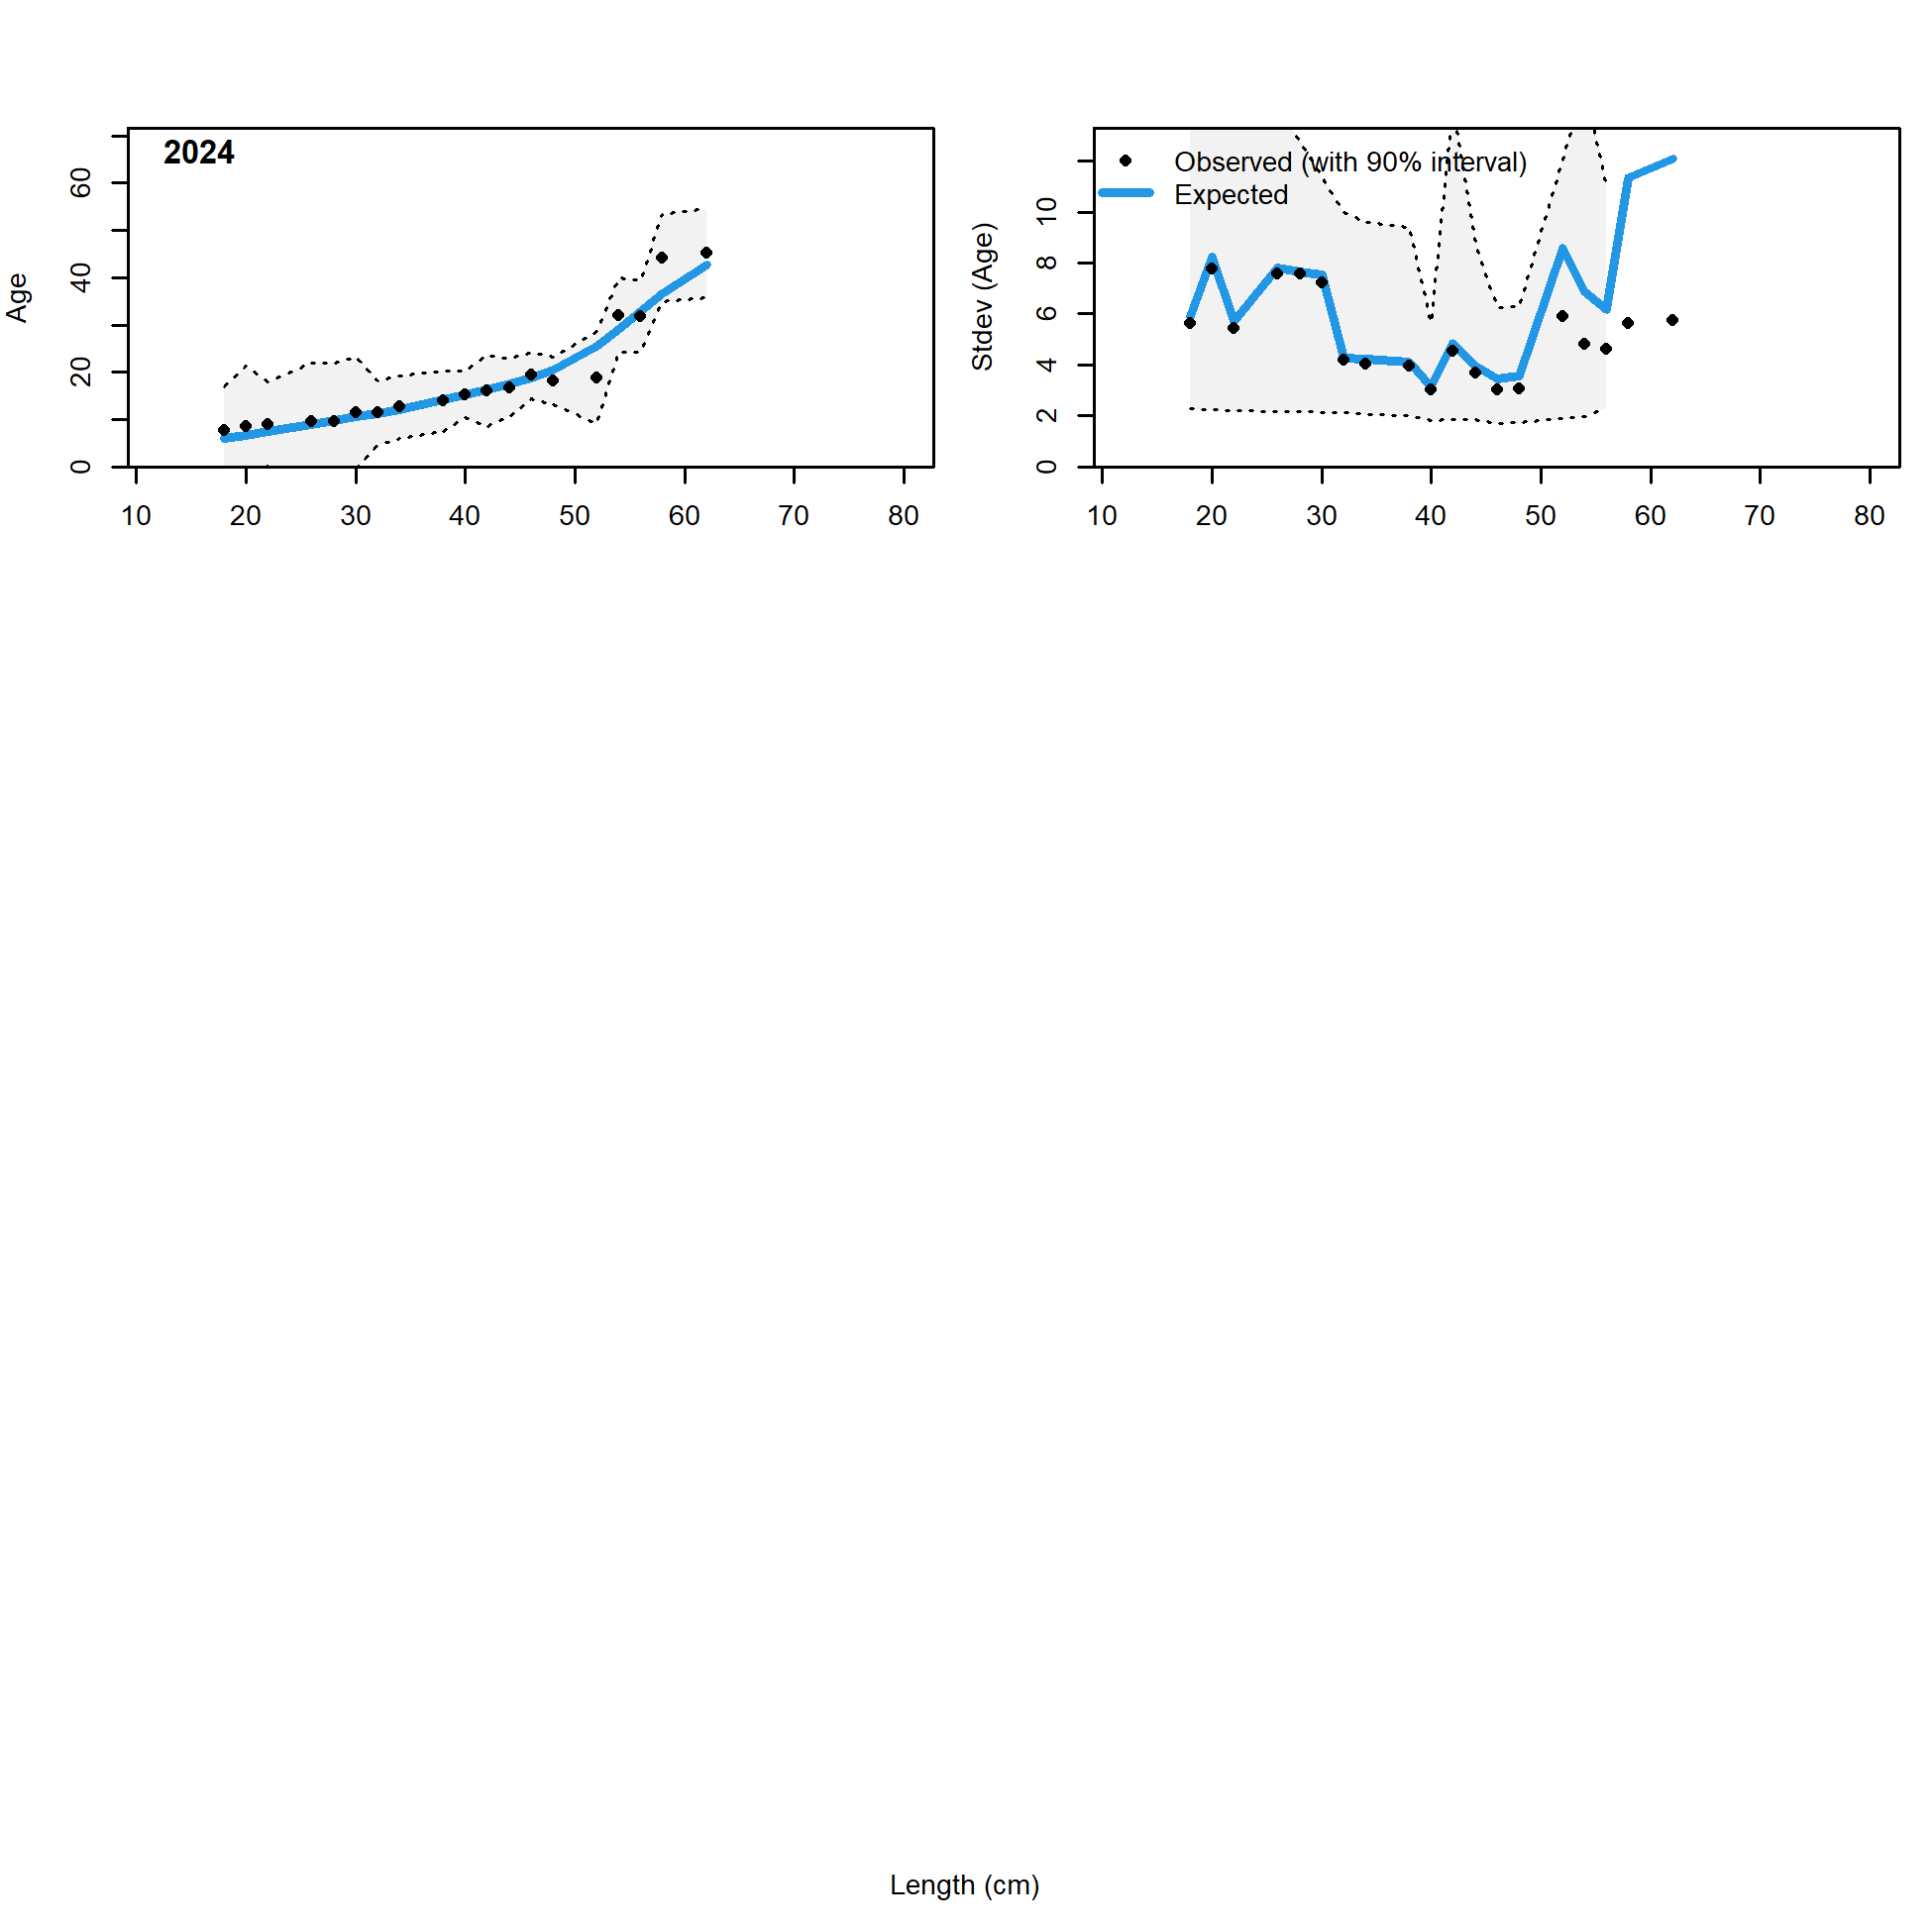 2024
Age
0 20 40 60
10 20 30 40 50 60 70 80
Observed (with 90% interval)
Expected
Stdev (Age)
0 2 4 6 8 10
10 20 30 40 50 60 70 80
Length (cm)